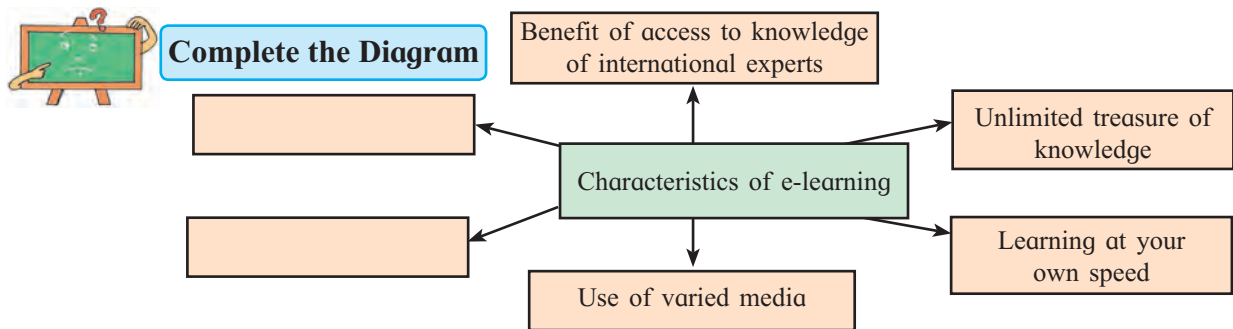 Complete the Diagram
Benefit of access to knowledge
of international experts
Unlimited treasure of
knowledge
Characteristics of e-learning
Learning at your
own speed
Use of varied media